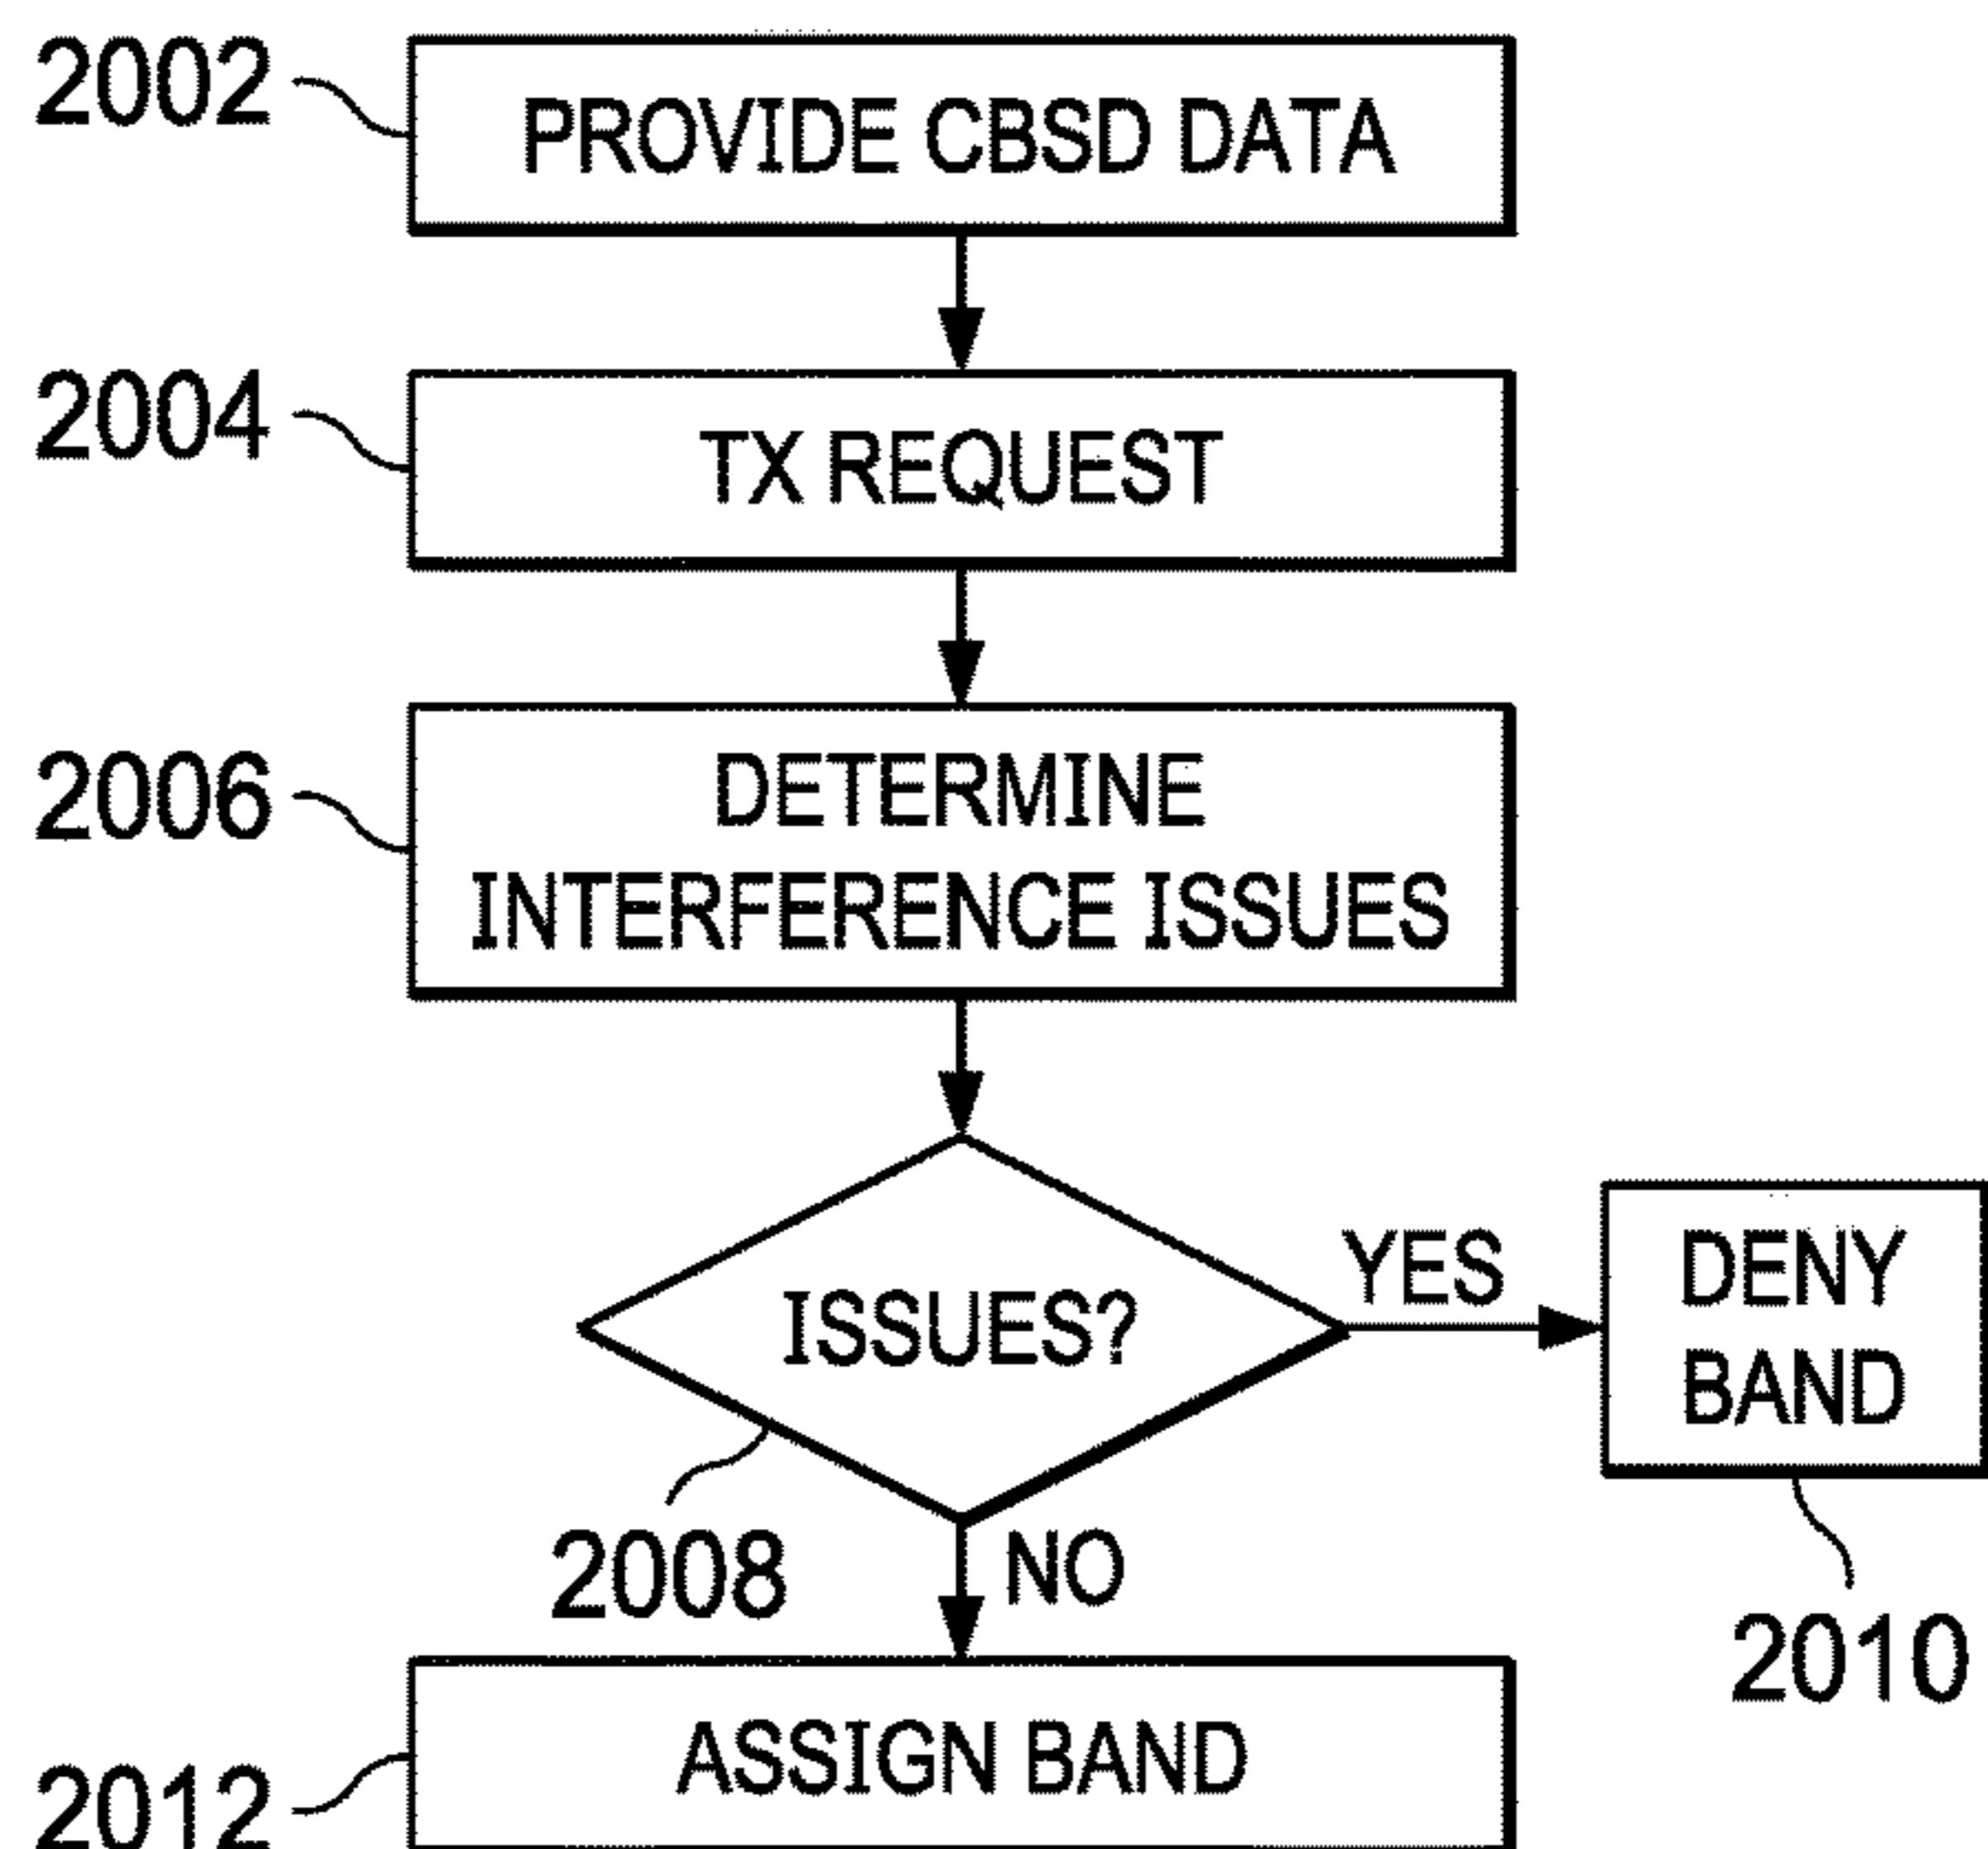 2002
PROVIDE CBSD DATA
2004
TX REQUEST
2006
DETERMINE
INTERFERENCE ISSUES
ISSUES?
YES
DENY
BAND
2008
NO
2010
ASSIGN BAND
2012